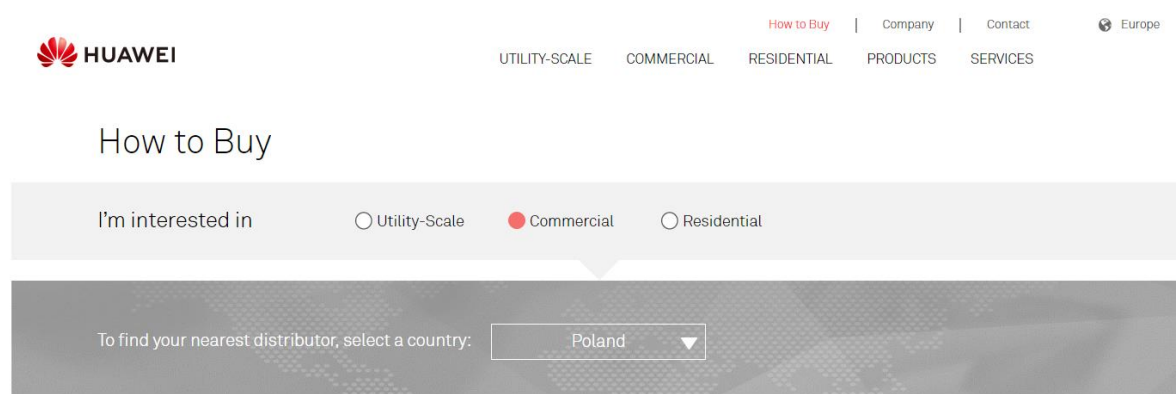 How to Buy | Company | Contact Europe
HUAWEI
UTILITY-SCALE COMMERCIAL RESIDENTIAL PRODUCTS SERVICES
How to Buy
I'm interested in Utility-Scale Commercial Residential
To find your nearest distributor, select a country: Poland